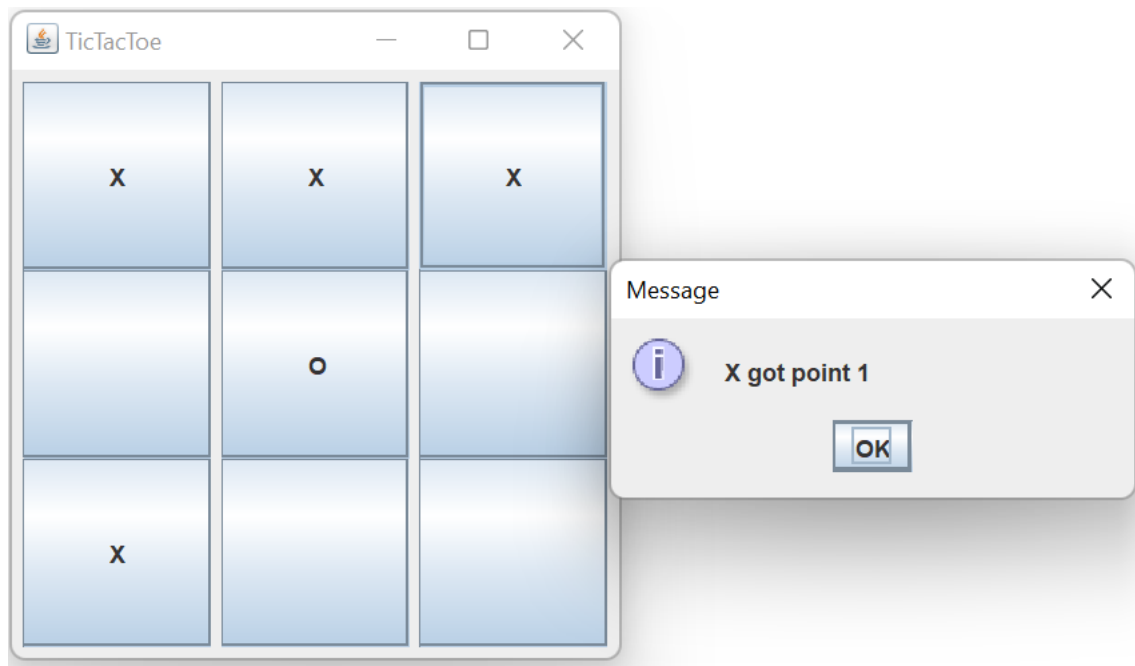 TicTacToe
X X X
O
X
Message
X got point 1
OK